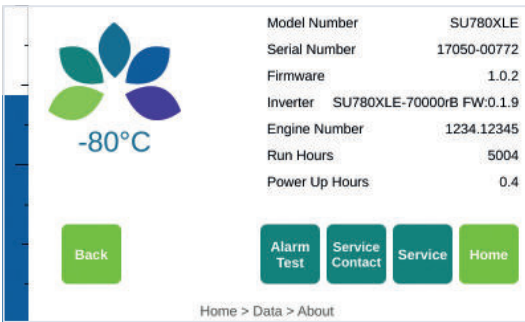 Model Number SU780XLE
Serial Number 17050-00772
Firmware 1.0.2
Inverter SU780XLE-70000rB FW:0.1.9
Engine Number 1234.12345
Run Hours 5004
Power Up Hours 0.4
-80°C
Back
Alarm
Test
Service
Contact
Service
Home
Home > Data > About